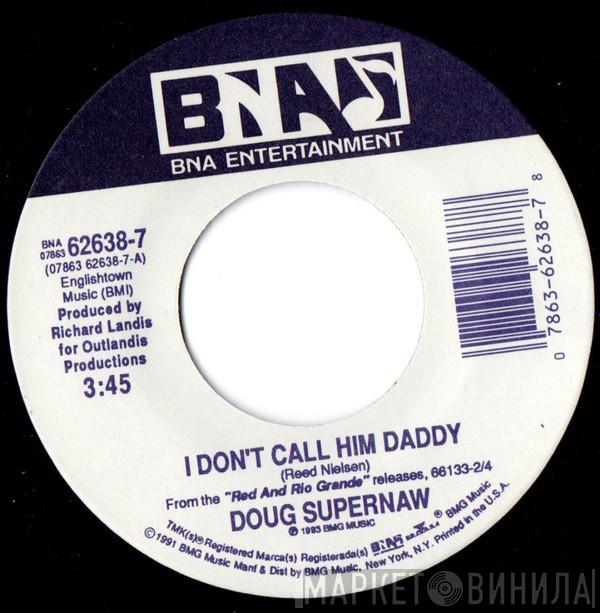 BNA
BNA ENTERTAINMENT
BNA
07863 62638-7
(07863 62638-7-A)
Englishtown
Music (BMI)
Produced by
Richard Landis
for Outlandis
Productions
3:45
0 7863-62638-7 8
I DON'T CALL HIM DADDY
(Reed Nielsen)
From the "Red And Rio Grande" releases, 66133-2/4
DOUG SUPERNAW
℗ 1993 BMG MUSIC
TMK(s)® Registered Marca(s) Registrada(s) BNA BMG Music
©1991 BMG Music Manf & Dist by BMG Music, New York, N.Y. Printed in the U.S.A.
МАРКЕТ ВИНИЛА